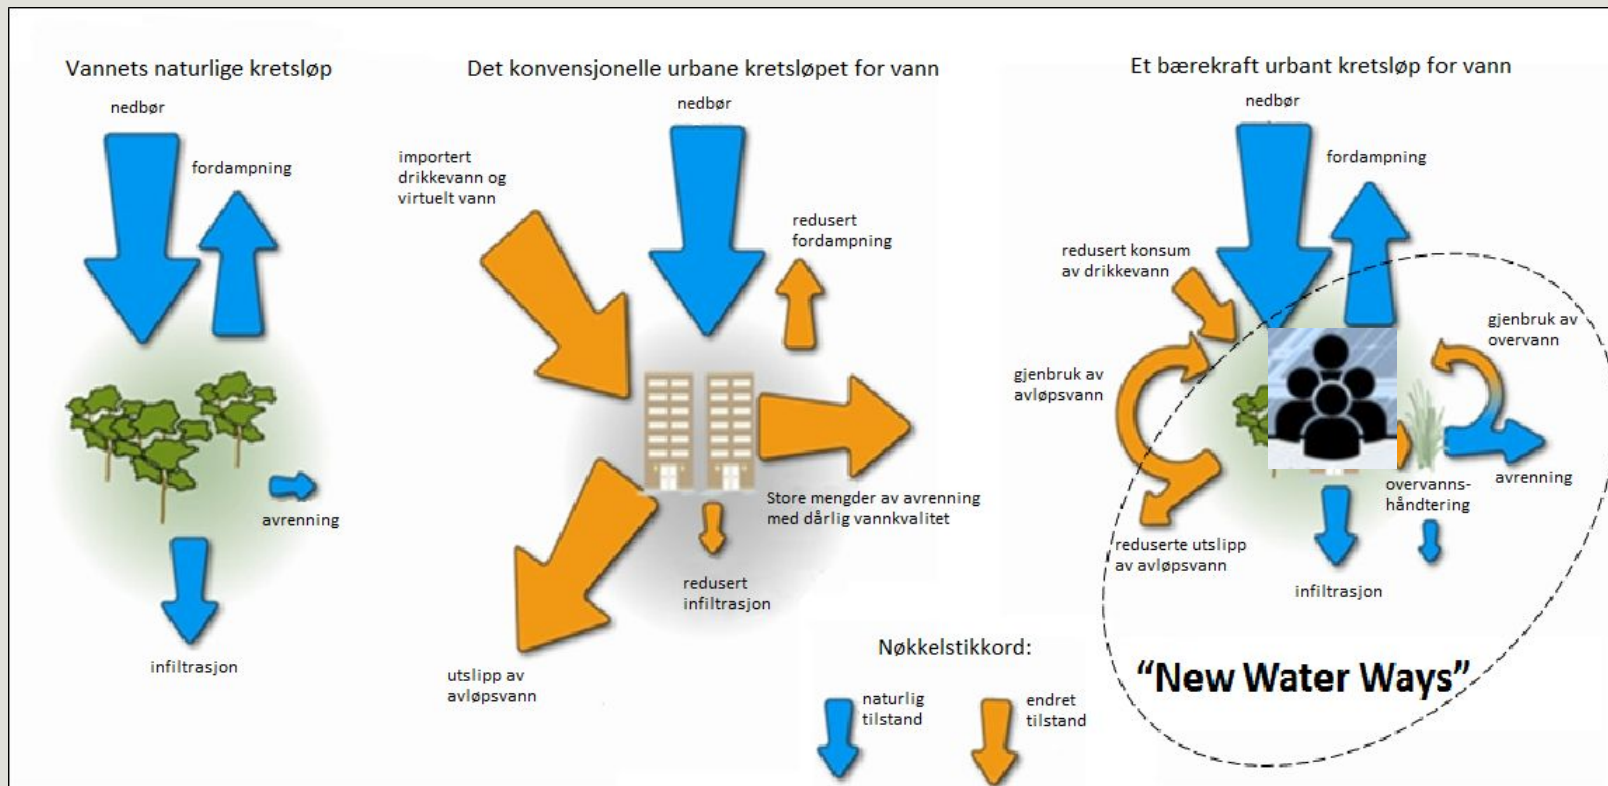 Vannets naturlige kretsløp
nedbør
fordampning
avrenning
infiltrasjon
Det konvensjonelle urbane kretsløpet for vann
nedbør
importert
drikkevann og
virtuelt vann
redusert
fordampning
Store mengder av avrenning
med dårlig vannkvalitet
redusert
infiltrasjon
utslipp av
avløpsvann
Et bærekraft urbant kretsløp for vann
nedbør
fordampning
redusert konsum
av drikkevann
gjenbruk av
overvann
gjenbruk av
avløpsvann
avrenning
overvanns-
håndtering
reduserte utslipp
av avløpsvann
infiltrasjon
“New Water Ways”
Nøkkelstikkord:
naturlig
tilstand
endret
tilstand